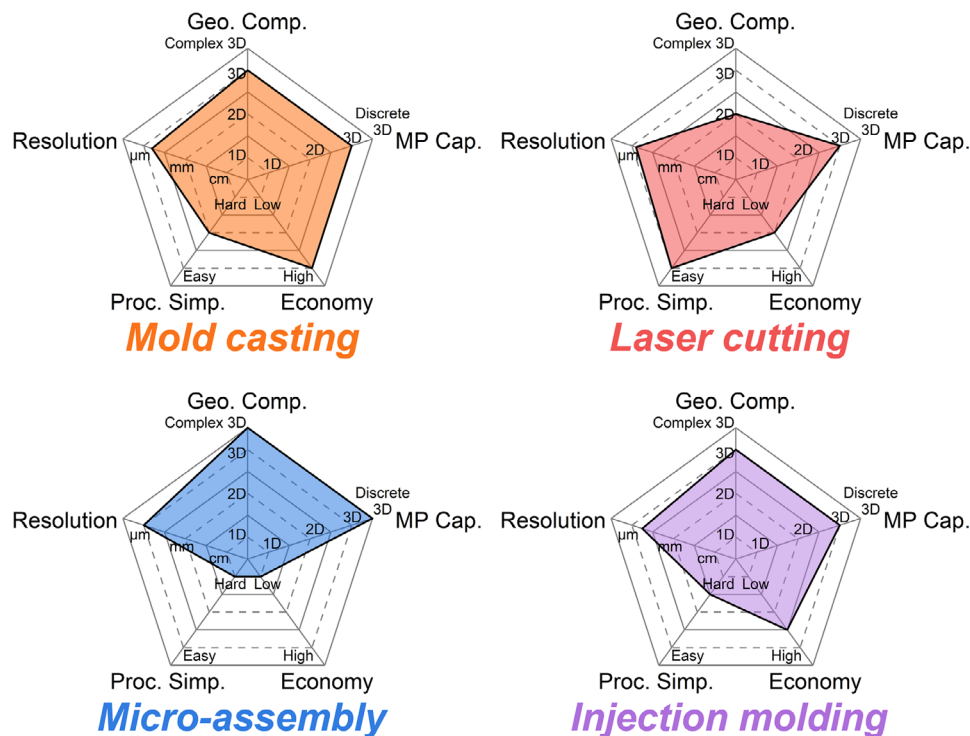 Geo. Comp.
Complex 3D
3D
Discrete
3D
2D
Resolution
µm
mm
cm
1D
1D
2D
3D
MP Cap.
Hard
Low
Easy
High
Proc. Simp.
Economy
Mold casting
Geo. Comp.
Complex 3D
3D
Discrete
3D
2D
Resolution
µm
mm
cm
1D
1D
2D
3D
MP Cap.
Hard
Low
Easy
High
Proc. Simp.
Economy
Laser cutting
Geo. Comp.
Complex 3D
3D
Discrete
3D
2D
Resolution
µm
mm
cm
1D
1D
2D
3D
MP Cap.
Hard
Low
Easy
High
Proc. Simp.
Economy
Micro-assembly
Geo. Comp.
Complex 3D
3D
Discrete
3D
2D
Resolution
µm
mm
cm
1D
1D
2D
3D
MP Cap.
Hard
Low
Easy
High
Proc. Simp.
Economy
Injection molding